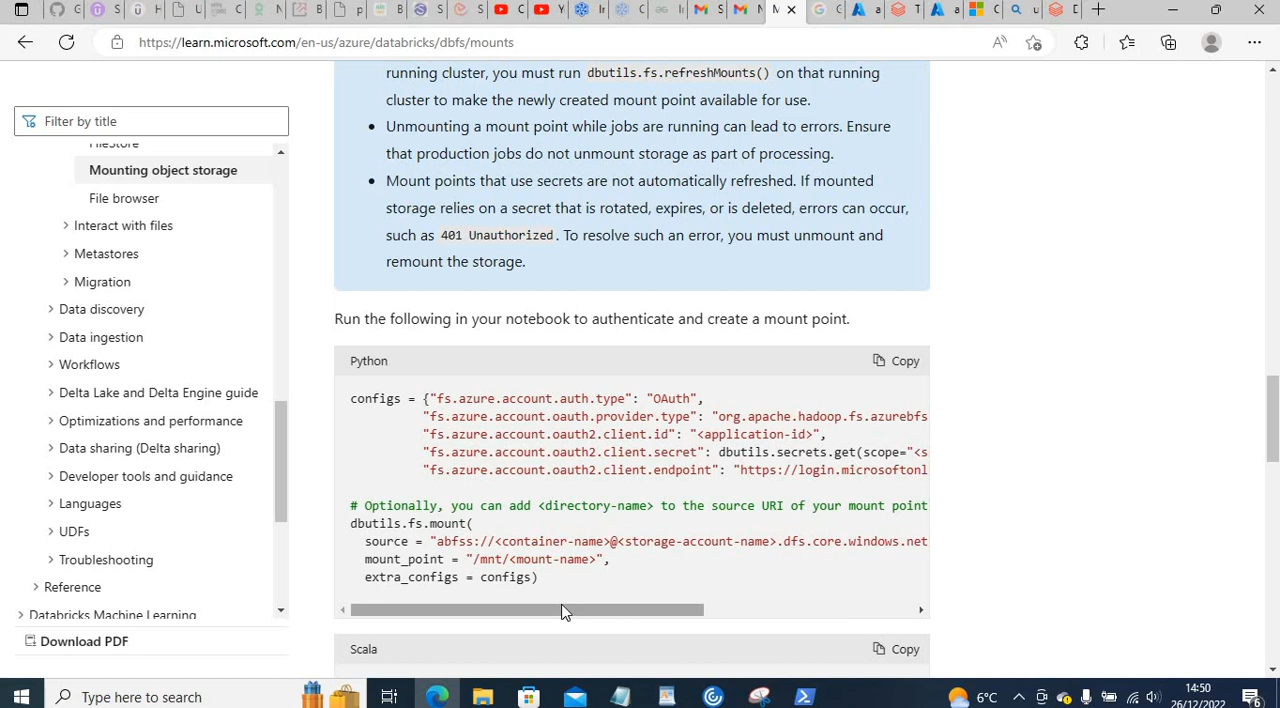 https://learn.microsoft.com/en-us/azure/databricks/dbfs/mounts
Filter by title
FileStore
Mounting object storage
File browser
Interact with files
Metastores
Migration
Data discovery
Data ingestion
Workflows
Delta Lake and Delta Engine guide
Optimizations and performance
Data sharing (Delta sharing)
Developer tools and guidance
Languages
UDFs
Troubleshooting
Reference
Databricks Machine Learning
Download PDF
running cluster, you must run dbutils.fs.refreshMounts() on that running
cluster to make the newly created mount point available for use.
• Unmounting a mount point while jobs are running can lead to errors. Ensure
that production jobs do not unmount storage as part of processing.
• Mount points that use secrets are not automatically refreshed. If mounted
storage relies on a secret that is rotated, expires, or is deleted, errors can occur,
such as 401 Unauthorized. To resolve such an error, you must unmount and
remount the storage.
Run the following in your notebook to authenticate and create a mount point.
Python
Copy
configs = {"fs.azure.account.auth.type": "OAuth",
"fs.azure.account.oauth.provider.type": "org.apache.hadoop.fs.azurebfs
"fs.azure.account.oauth2.client.id": "<application-id>",
"fs.azure.account.oauth2.client.secret": dbutils.secrets.get(scope="<s
"fs.azure.account.oauth2.client.endpoint": "https://login.microsoftonl
# Optionally, you can add <directory-name> to the source URI of your mount point
dbutils.fs.mount(
source = "abfss://<container-name>@<storage-account-name>.dfs.core.windows.net
mount_point = "/mnt/<mount-name>",
extra_configs = configs)
Scala
Copy
Type here to search
6°C
14:50
26/12/2022
6